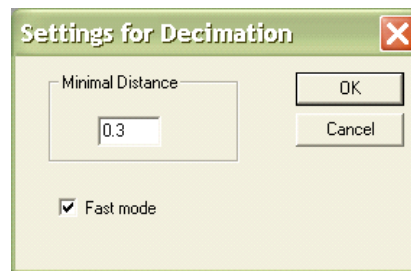 Settings for Decimation
Minimal Distance
OK
0.3
Cancel
Fast mode